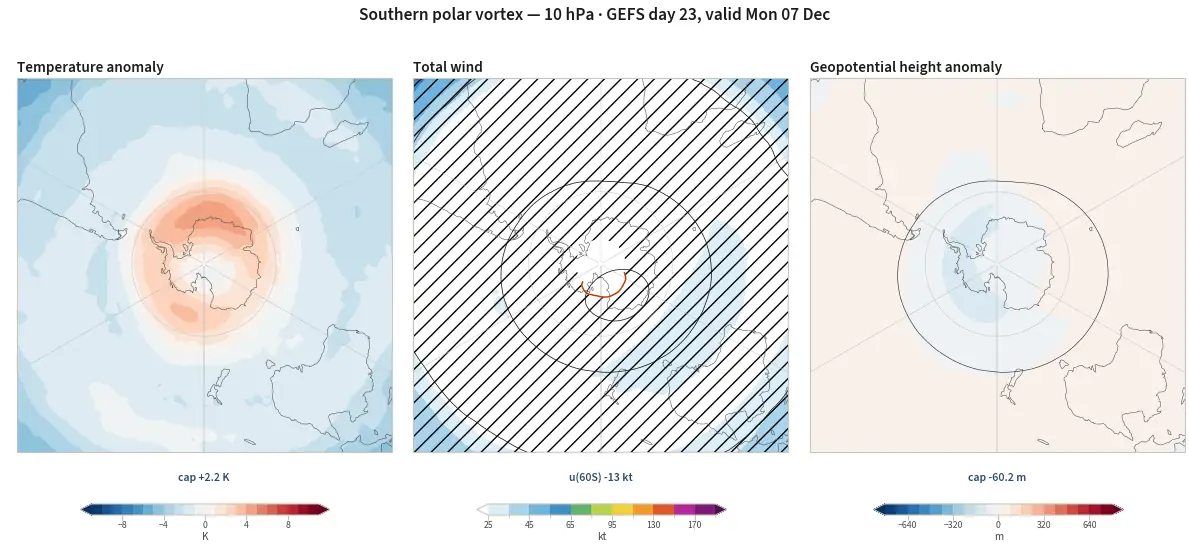 Southern polar vortex — 10 hPa · GEFS day 23, valid Mon 07 Dec
Temperature anomaly
Total wind
Geopotential height anomaly
cap +2.2 K
u(60S) -13 kt
cap -60.2 m
−8 −4 0 4 8
K
25 45 65 95 130 170
kt
−640 −320 0 320 640
m